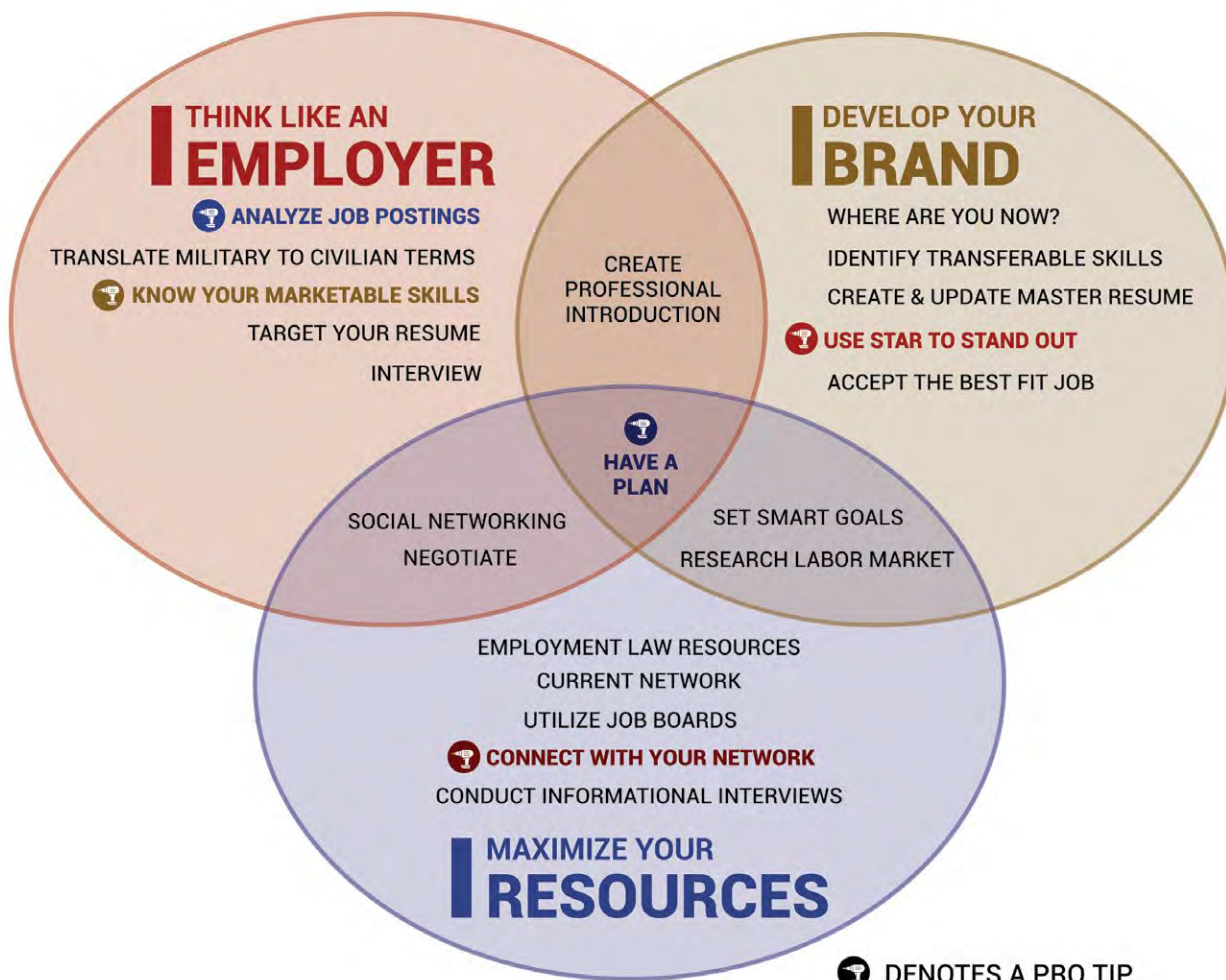 THINK LIKE AN
EMPLOYER
ANALYZE JOB POSTINGS
TRANSLATE MILITARY TO CIVILIAN TERMS
KNOW YOUR MARKETABLE SKILLS
TARGET YOUR RESUME
INTERVIEW
CREATE
PROFESSIONAL
INTRODUCTION
DEVELOP YOUR
BRAND
WHERE ARE YOU NOW?
IDENTIFY TRANSFERABLE SKILLS
CREATE & UPDATE MASTER RESUME
USE STAR TO STAND OUT
ACCEPT THE BEST FIT JOB
HAVE A
PLAN
SOCIAL NETWORKING
NEGOTIATE
SET SMART GOALS
RESEARCH LABOR MARKET
EMPLOYMENT LAW RESOURCES
CURRENT NETWORK
UTILIZE JOB BOARDS
CONNECT WITH YOUR NETWORK
CONDUCT INFORMATIONAL INTERVIEWS
MAXIMIZE YOUR
RESOURCES
DENOTES A PRO TIP